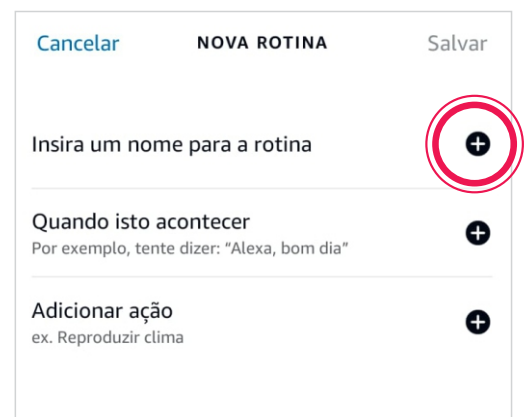 Cancelar NOVA ROTINA Salvar
Insira um nome para a rotina
Quando isto acontecer
Por exemplo, tente dizer: “Alexa, bom dia”
Adicionar ação
ex. Reproduzir clima